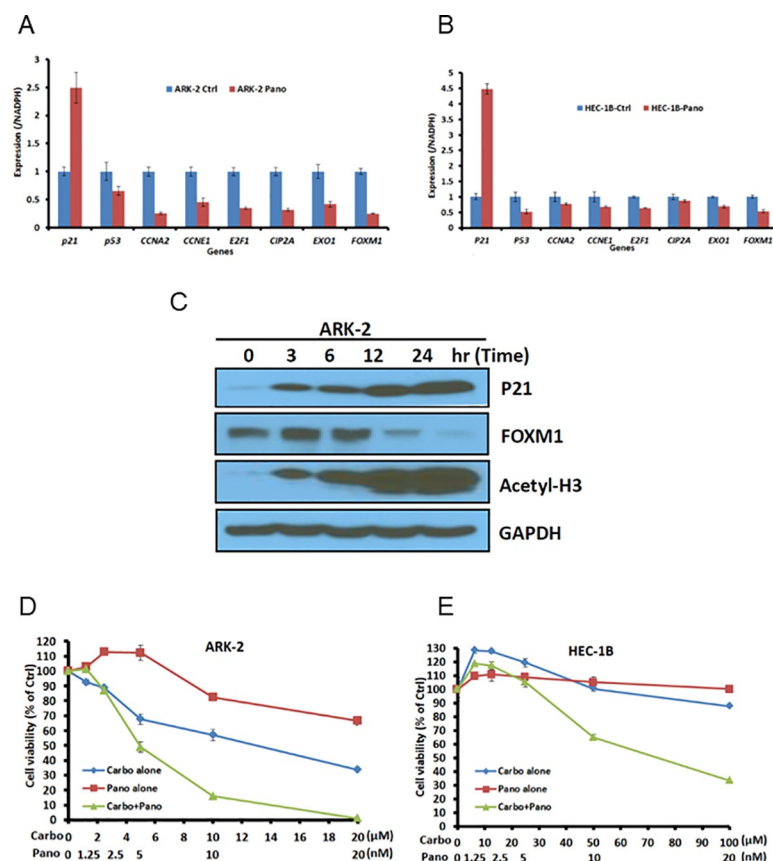 A
Expression (/NADPH)
3
2.5
2
1.5
1
0.5
0
ARK-2 Ctrl ARK-2 Pano
p21 p53 CCNA2 CCNE1 E2F1 CIP2A EXO1 FOXM1
Genes
B
Expression (/NADPH)
5
4.5
4
3.5
3
2.5
2
1.5
1
0.5
0
HEC-1B-Ctrl HEC-1B-Pano
P21 P53 CCNA2 CCNE1 E2F1 CIP2A EXO1 FOXM1
Genes
C
ARK-2
0 3 6 12 24 hr (Time)
P21
FOXM1
Acetyl-H3
GAPDH
D
ARK-2
Cell viability (% of Ctrl)
120
110
100
90
80
70
60
50
40
30
20
10
0
Carbo alone
Pano alone
Carbo+Pano
Carbo 0 2 4 6 8 10 12 14 16 18 20 (µM)
Pano 0 1.25 2.5 5 10 20 (nM)
E
HEC-1B
Cell viability (% of Ctrl)
130
120
110
100
90
80
70
60
50
40
30
20
10
0
Carbo alone
Pano alone
Carbo+Pano
Carbo 0 10 20 30 40 50 60 70 80 90 100 (µM)
Pano 0 1.25 2.5 5 10 20 (nM)